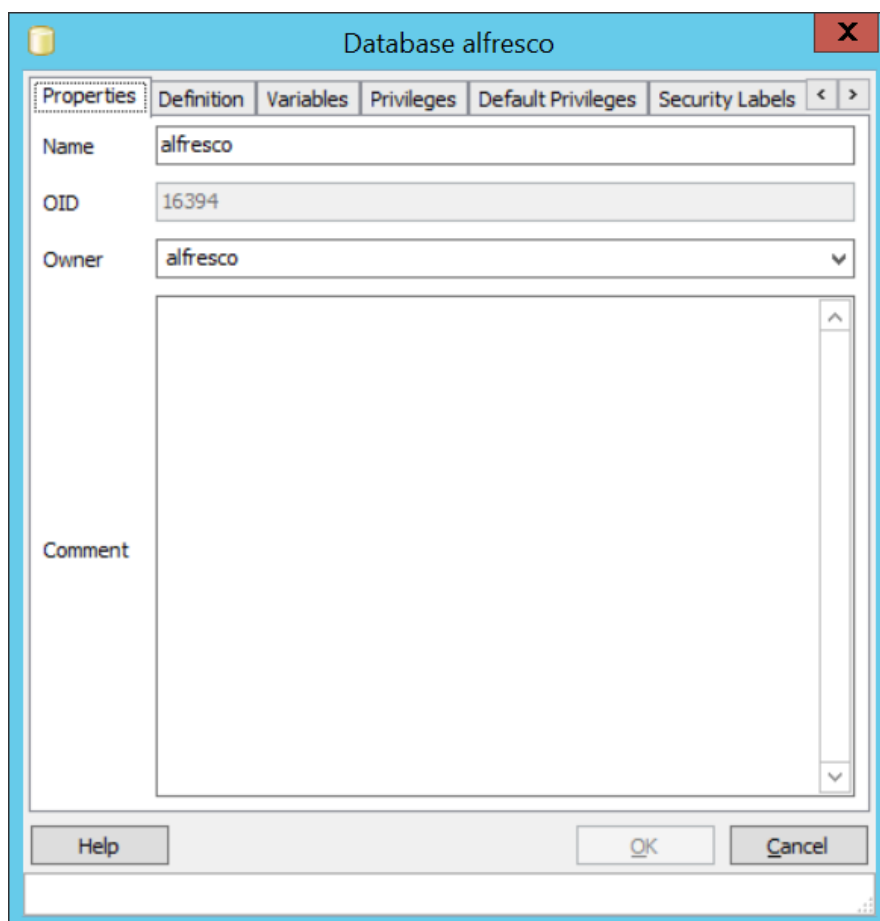 Database alfresco
X
Properties Definition Variables Privileges Default Privileges Security Labels < >
Name alfresco
OID 16394
Owner alfresco
Comment
Help OK Cancel